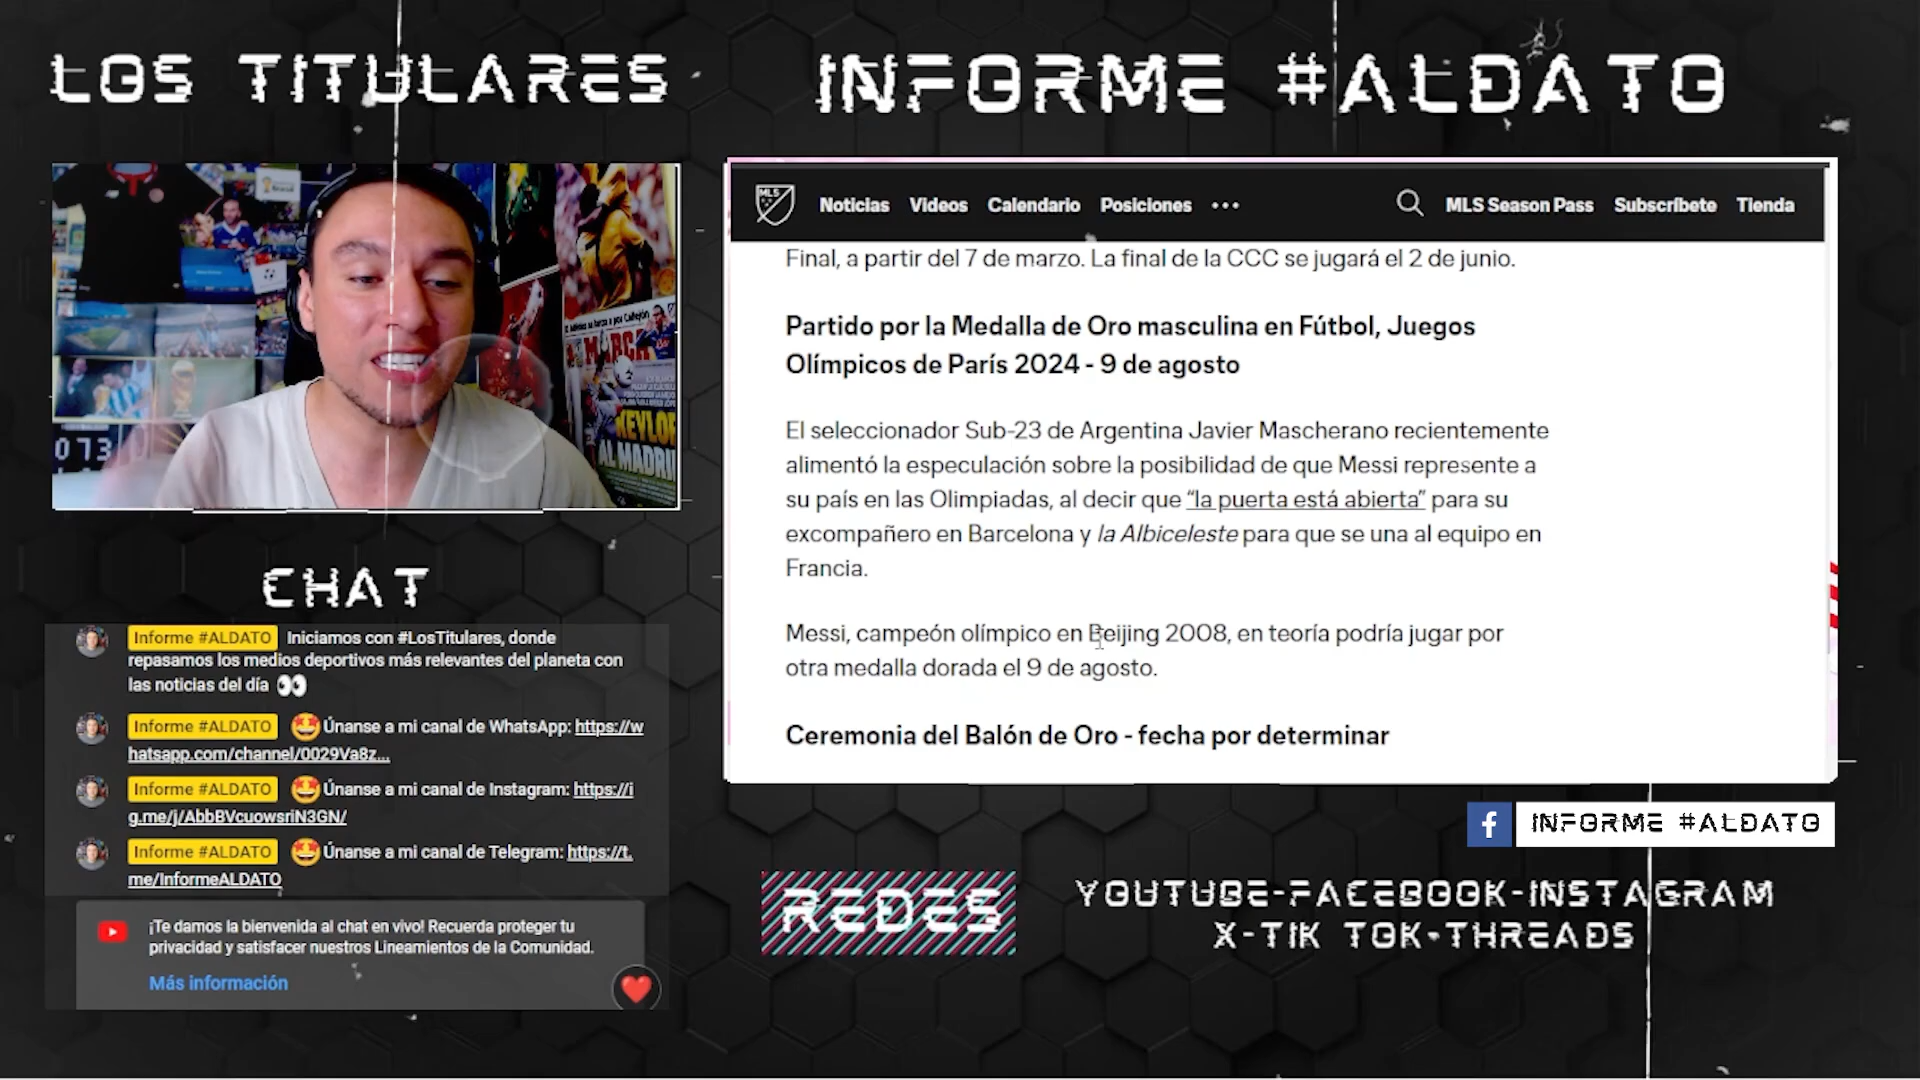 LOS TITULARES
INFORME #ALDATO
MLS
Noticias Videos Calendario Posiciones ••• MLS Season Pass Subscríbete Tienda
Final, a partir del 7 de marzo. La final de la CCC se jugará el 2 de junio.
Partido por la Medalla de Oro masculina en Fútbol, Juegos
Olímpicos de París 2024 - 9 de agosto
El seleccionador Sub-23 de Argentina Javier Mascherano recientemente
alimentó la especulación sobre la posibilidad de que Messi represente a
su país en las Olimpiadas, al decir que “la puerta está abierta” para su
excompañero en Barcelona y la Albiceleste para que se una al equipo en
Francia.
Messi, campeón olímpico en Beijing 2008, en teoría podría jugar por
otra medalla dorada el 9 de agosto.
Ceremonia del Balón de Oro - fecha por determinar
MARCA
KEYLOR
AL MADRID
073
CHAT
Informe #ALDATO Iniciamos con #LosTitulares, donde
repasamos los medios deportivos más relevantes del planeta con
las noticias del día 👀
Informe #ALDATO 🤩Únanse a mi canal de WhatsApp: https://w
hatsapp.com/channel/0029Va8z...
Informe #ALDATO 🤩Únanse a mi canal de Instagram: https://i
g.me/j/AbbBVcuowsriN3GN/
Informe #ALDATO 🤩Únanse a mi canal de Telegram: https://t.
me/InformeALDATO
¡Te damos la bienvenida al chat en vivo! Recuerda proteger tu
privacidad y satisfacer nuestros Lineamientos de la Comunidad.
Más información
f INFORME #ALDATO
REDES
YOUTUBE-FACEBOOK-INSTAGRAM
X-TIK TOK-THREADS